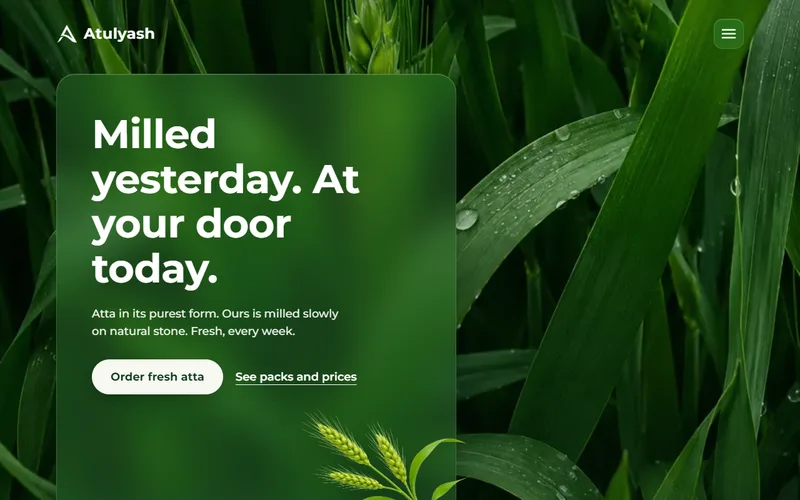 Atulyash
Milled
yesterday. At
your door
today.
Atta in its purest form. Ours is milled slowly
on natural stone. Fresh, every week.
Order fresh atta
See packs and prices